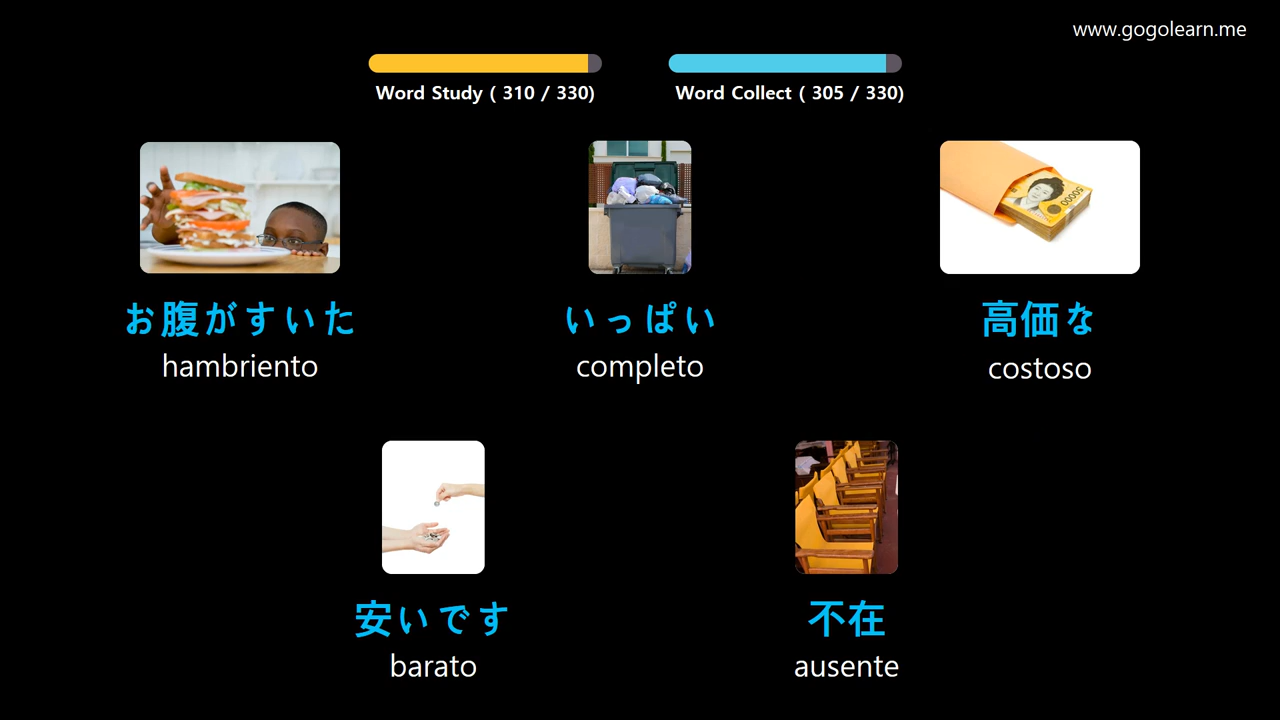 www.gogolearn.me
Word Study ( 310 / 330)
Word Collect ( 305 / 330)
50000
お腹がすいた
hambriento
いっぱい
completo
高価な
costoso
安いです
barato
不在
ausente